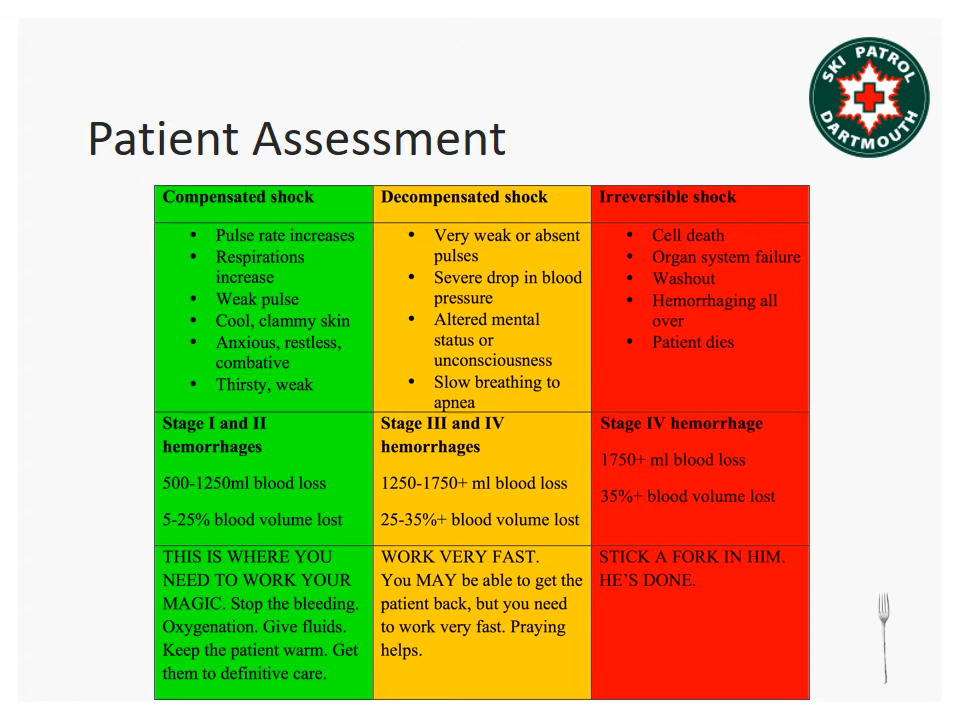 SKI PATROL
DARTMOUTH
Patient Assessment
Compensated shock
• Pulse rate increases
• Respirations
increase
• Weak pulse
• Cool, clammy skin
• Anxious, restless,
combative
• Thirsty, weak
Stage I and II
hemorrhages
500-1250ml blood loss
5-25% blood volume lost
THIS IS WHERE YOU
NEED TO WORK YOUR
MAGIC. Stop the bleeding.
Oxygenation. Give fluids.
Keep the patient warm. Get
them to definitive care.
Decompensated shock
• Very weak or absent
pulses
• Severe drop in blood
pressure
• Altered mental
status or
unconsciousness
• Slow breathing to
apnea
Stage III and IV
hemorrhages
1250-1750+ ml blood loss
25-35%+ blood volume lost
WORK VERY FAST.
You MAY be able to get the
patient back, but you need
to work very fast. Praying
helps.
Irreversible shock
• Cell death
• Organ system failure
• Washout
• Hemorrhaging all
over
• Patient dies
Stage IV hemorrhage
1750+ ml blood loss
35%+ blood volume lost
STICK A FORK IN HIM.
HE'S DONE.